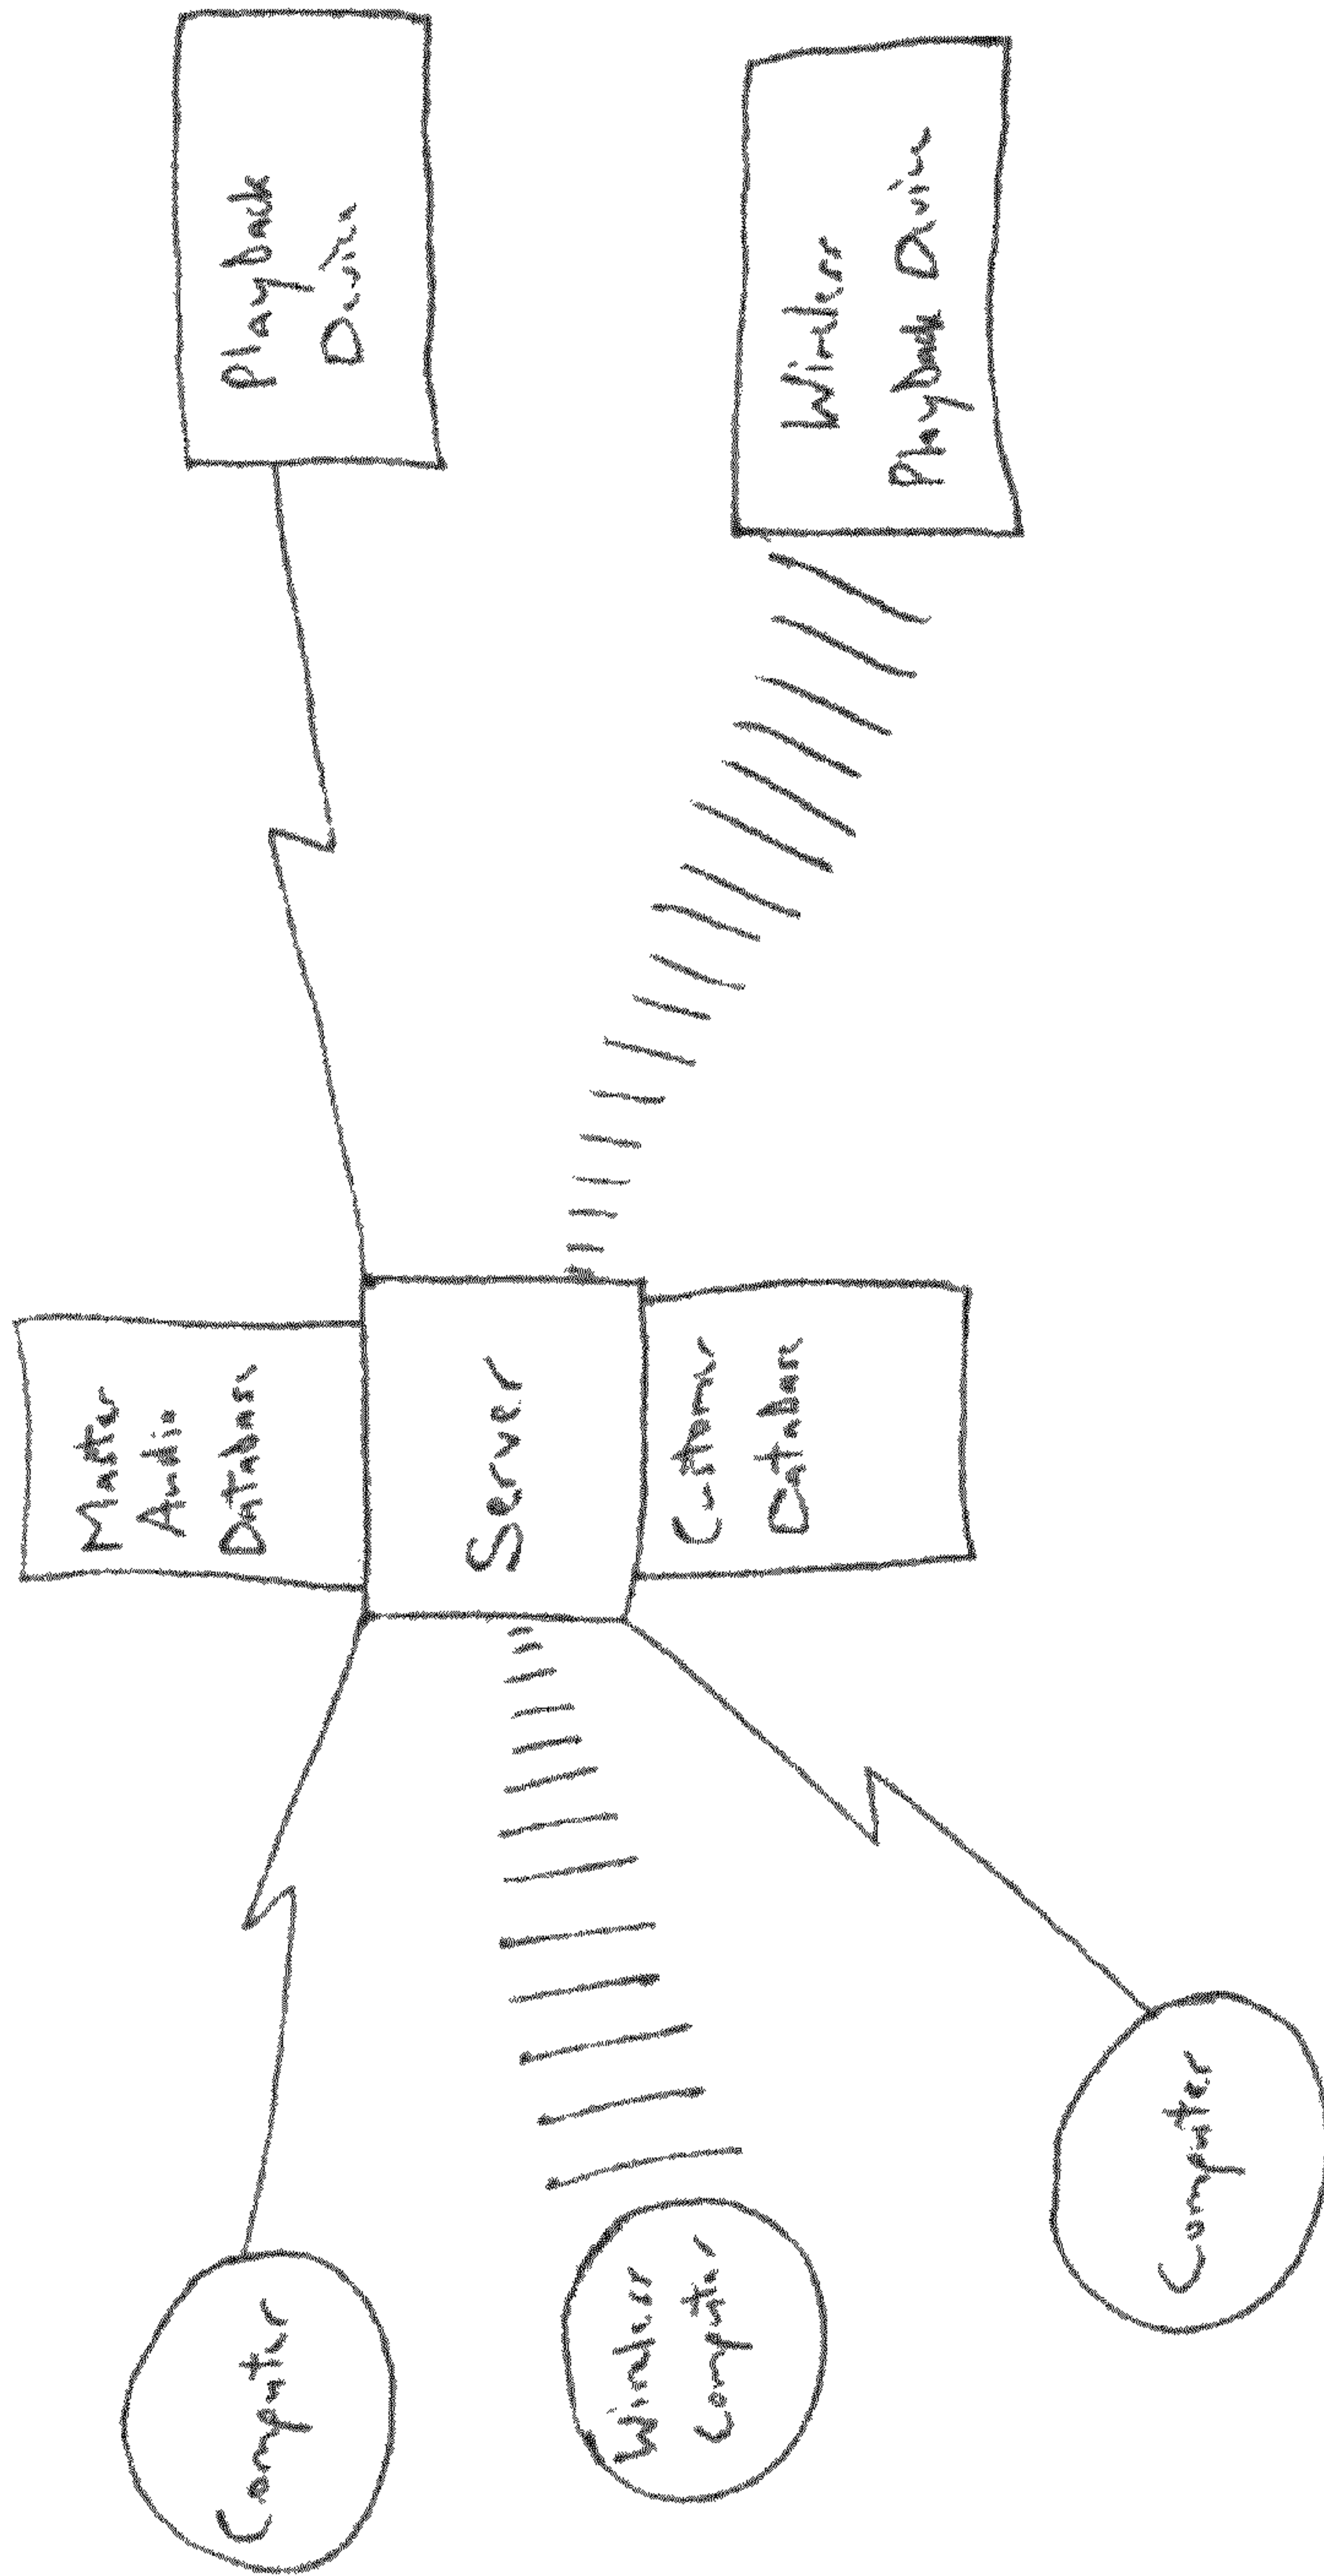 Master
Audio
Database
Playback
Device
Computer
Server
Wireless
Computer
Wireless
Playback Device
Customer
Database
Computer